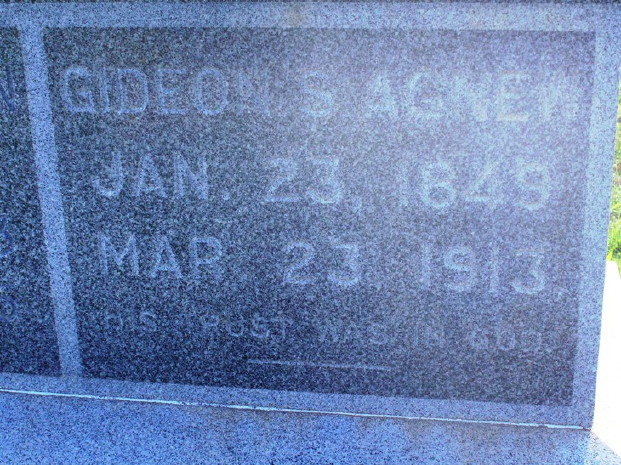 GIDEON S AGNEW
JAN. 23, 1849
MAR. 23, 1913.
HIS TRUST WAS IN GOD.